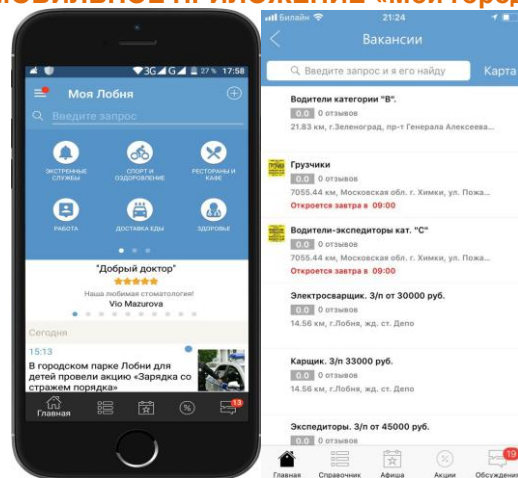 МОБИЛЬНОЕ ПРИЛОЖЕНИЕ «Мой город
3G 4G 27% 17:58
Моя Лобня
Введите запрос
ЭКСТРЕННЫЕ СЛУЖБЫ
СПОРТ И ОЗДОРОВЛЕНИЕ
РЕСТОРАНЫ И КАФЕ
РАБОТА
ДОСТАВКА ЕДЫ
ЗДОРОВЬЕ
"Добрый доктор"
Наша любимая стоматология!
Vio Mazurova
Сегодня
15:13
В городском парке Лобни для
детей провели акцию «Зарядка со
стражем порядка»
Главная
13
Билайн 21:24
Вакансии
Введите запрос и я его найду Карта
Водители категории "В".
0.0 0 отзывов
21.83 км, г.Зеленоград, пр-т Генерала Алексеева...
Грузчики
0.0 0 отзывов
7055.44 км, Московская обл. г. Химки, ул. Пожа...
Откроется завтра в 09:00
Водители-экспедиторы кат. "С"
0.0 0 отзывов
7055.44 км, Московская обл. г. Химки, ул. Пожа...
Откроется завтра в 09:00
Электросварщик. З/п от 30000 руб.
0.0 0 отзывов
14.56 км, г.Лобня, жд. ст. Депо
Карщик. З/п 33000 руб.
0.0 0 отзывов
14.56 км, г.Лобня, жд. ст. Депо
Экспедиторы. З/п от 45000 руб.
0.0 0 отзывов
19
Главная Справочник Афиша Акции Обсуждения